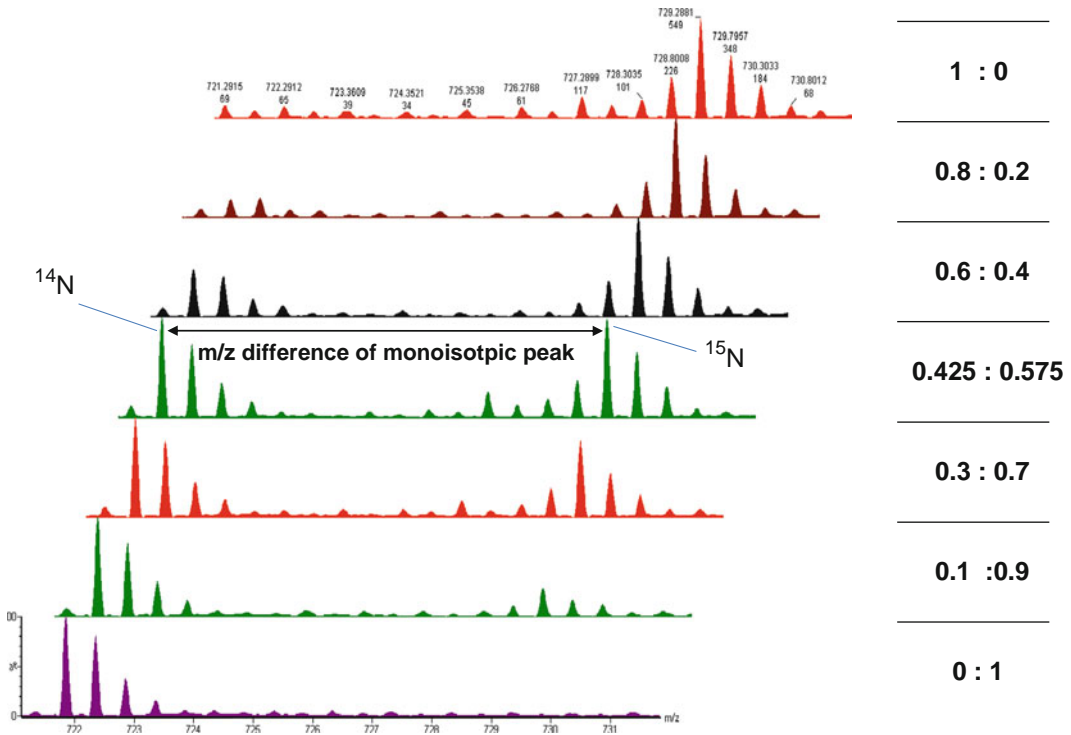 729.2881
549
729.7957
348
728.8008
226
730.3033
184
727.2899
117
728.3035
101
730.8012
68
721.2915
69
722.2912
65
723.3609
39
724.3521
34
725.3538
45
726.2788
61
1 : 0
0.8 : 0.2
0.6 : 0.4
14N
m/z difference of monoisotpic peak
15N
0.425 : 0.575
0.3 : 0.7
0.1 :0.9
%
0
722 723 724 725 726 727 728 729 730 731 m/z
0 : 1